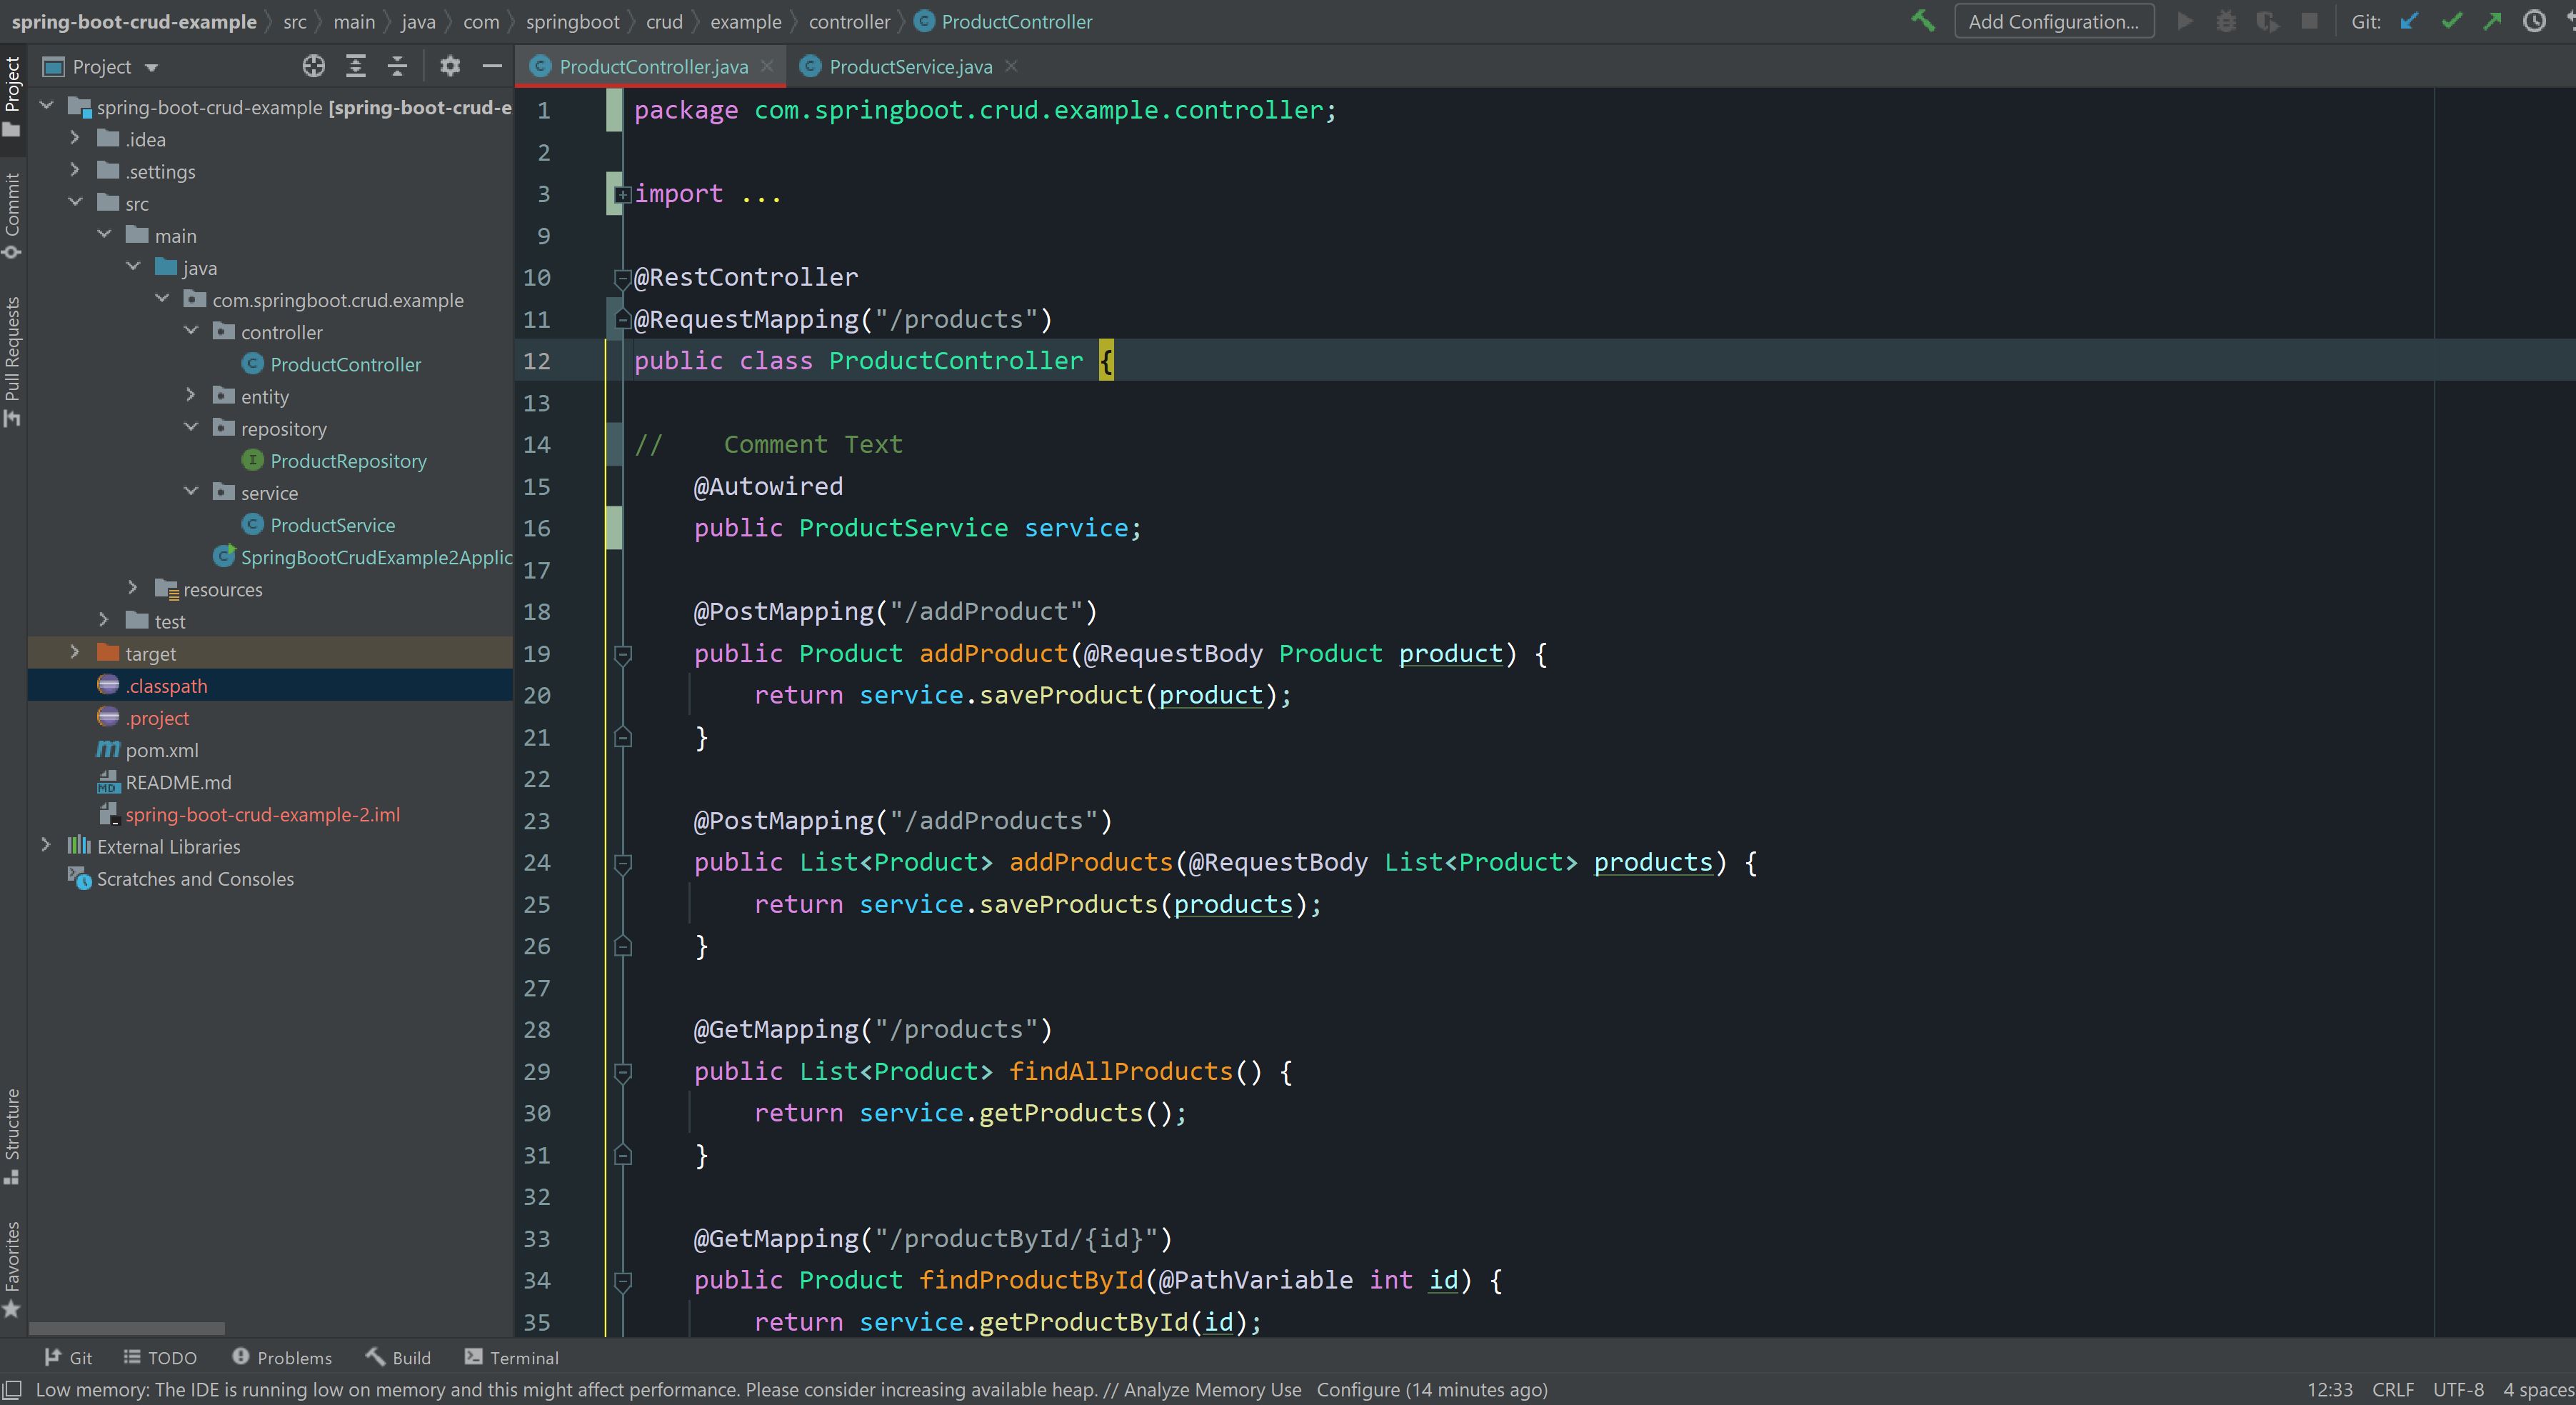 spring-boot-crud-example src main java com springboot crud example controller ProductController
Add Configuration...
Git:
Project
Commit
Pull Requests
Structure
Favorites
Project
spring-boot-crud-example [spring-boot-crud-e
.idea
.settings
src
main
java
com.springboot.crud.example
controller
ProductController
entity
repository
ProductRepository
service
ProductService
SpringBootCrudExample2Applic
resources
test
target
.classpath
.project
pom.xml
README.md
spring-boot-crud-example-2.iml
External Libraries
Scratches and Consoles
ProductController.java ProductService.java
1 package com.springboot.crud.example.controller;
2
3 import ...
9
10 @RestController
11 @RequestMapping("/products")
12 public class ProductController {
13
14 //    Comment Text
15     @Autowired
16     public ProductService service;
17
18     @PostMapping("/addProduct")
19     public Product addProduct(@RequestBody Product product) {
20         return service.saveProduct(product);
21     }
22
23     @PostMapping("/addProducts")
24     public List<Product> addProducts(@RequestBody List<Product> products) {
25         return service.saveProducts(products);
26     }
27
28     @GetMapping("/products")
29     public List<Product> findAllProducts() {
30         return service.getProducts();
31     }
32
33     @GetMapping("/productById/{id}")
34     public Product findProductById(@PathVariable int id) {
35         return service.getProductById(id);
Git TODO Problems Build Terminal
Low memory: The IDE is running low on memory and this might affect performance. Please consider increasing available heap. // Analyze Memory Use Configure (14 minutes ago)
12:33 CRLF UTF-8 4 spaces